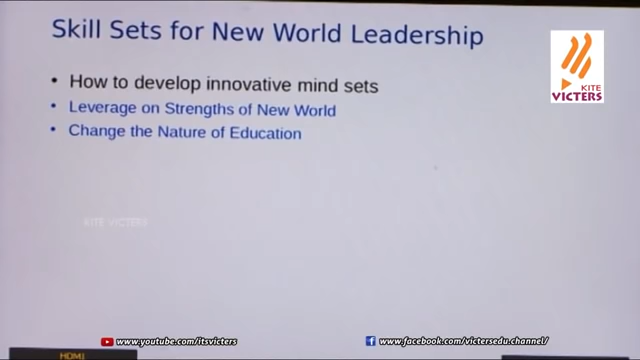 Skill Sets for New World Leadership
• How to develop innovative mind sets
• Leverage on Strengths of New World
• Change the Nature of Education
KITE
VICTERS
KITE VICTERS
www.youtube.com/itsvicters
www.facebook.com/victersedu.channel/
HDMI